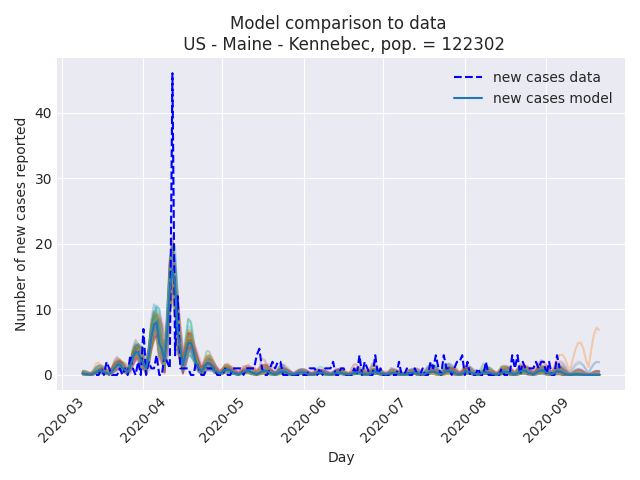 Model comparison to data
US - Maine - Kennebec, pop. = 122302
new cases data
new cases model
Number of new cases reported
40
30
20
10
0
2020-03
2020-04
2020-05
2020-06
2020-07
2020-08
2020-09
Day